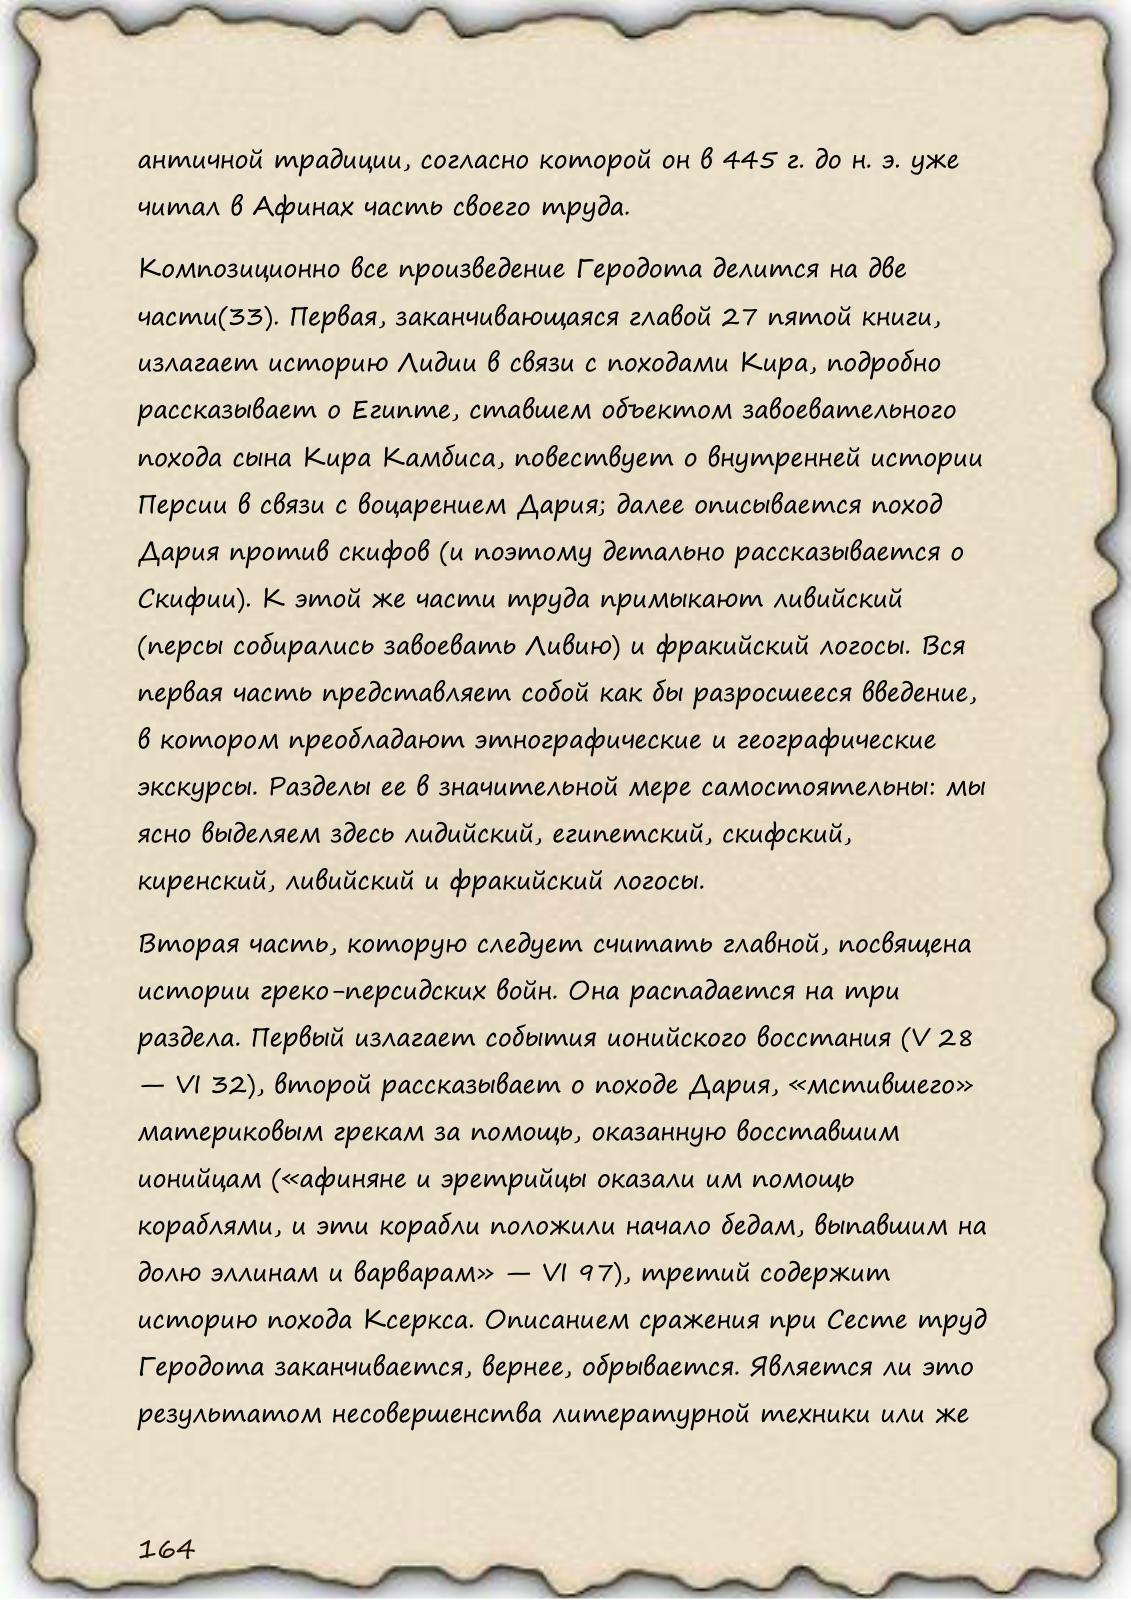 античной традиции, согласно которой он в 445 г. до н. э. уже
читал в Афинах часть своего труда.
Композиционно все произведение Геродота делится на две
части(33). Первая, заканчивающаяся главой 27 пятой книги,
излагает историю Лидии в связи с походами Кира, подробно
рассказывает о Египте, ставшем объектом завоевательного
похода сына Кира Камбиса, повествует о внутренней истории
Персии в связи с воцарением Дария; далее описывается поход
Дария против скифов (и поэтому детально рассказывается о
Скифии). К этой же части труда примыкают ливийский
(персы собирались завоевать Ливию) и фракийский логосы. Вся
первая часть представляет собой как бы разросшееся введение,
в котором преобладают этнографические и географические
экскурсы. Разделы ее в значительной мере самостоятельны: мы
ясно выделяем здесь лидийский, египетский, скифский,
киренский, ливийский и фракийский логосы.
Вторая часть, которую следует считать главной, посвящена
истории греко-персидских войн. Она распадается на три
раздела. Первый излагает события ионийского восстания (V 28
— VI 32), второй рассказывает о походе Дария, «мстившего»
материковым грекам за помощь, оказанную восставшим
ионийцам («афиняне и эретрийцы оказали им помощь
кораблями, и эти корабли положили начало бедам, выпавшим на
долю эллинам и варварам» — VI 97), третий содержит
историю похода Ксеркса. Описанием сражения при Сесте труд
Геродота заканчивается, вернее, обрывается. Является ли это
результатом несовершенства литературной техники или же
164